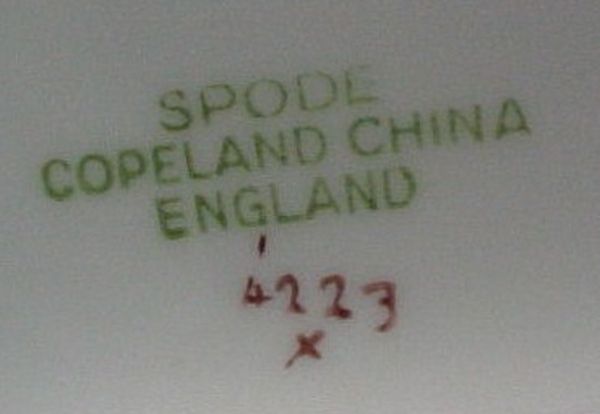 SPODE
COPELAND CHINA
ENGLAND
4223
x